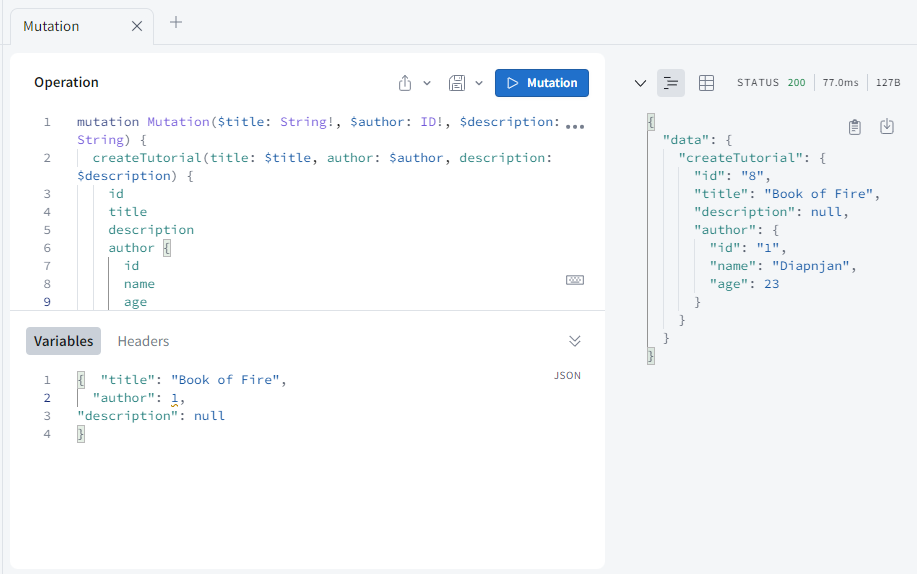 Mutation
Operation
Mutation
1 mutation Mutation($title: String!, $author: ID!, $description:
String) {
2 createTutorial(title: $title, author: $author, description:
$description) {
3 id
4 title
5 description
6 author {
7 id
8 name
9 age
Variables Headers
JSON
1 { "title": "Book of Fire",
2 "author": 1,
3 "description": null
4 }
STATUS 200 77.0ms 127B
{
"data": {
"createTutorial": {
"id": "8",
"title": "Book of Fire",
"description": null,
"author": {
"id": "1",
"name": "Diapnjan",
"age": 23
}
}
}
}